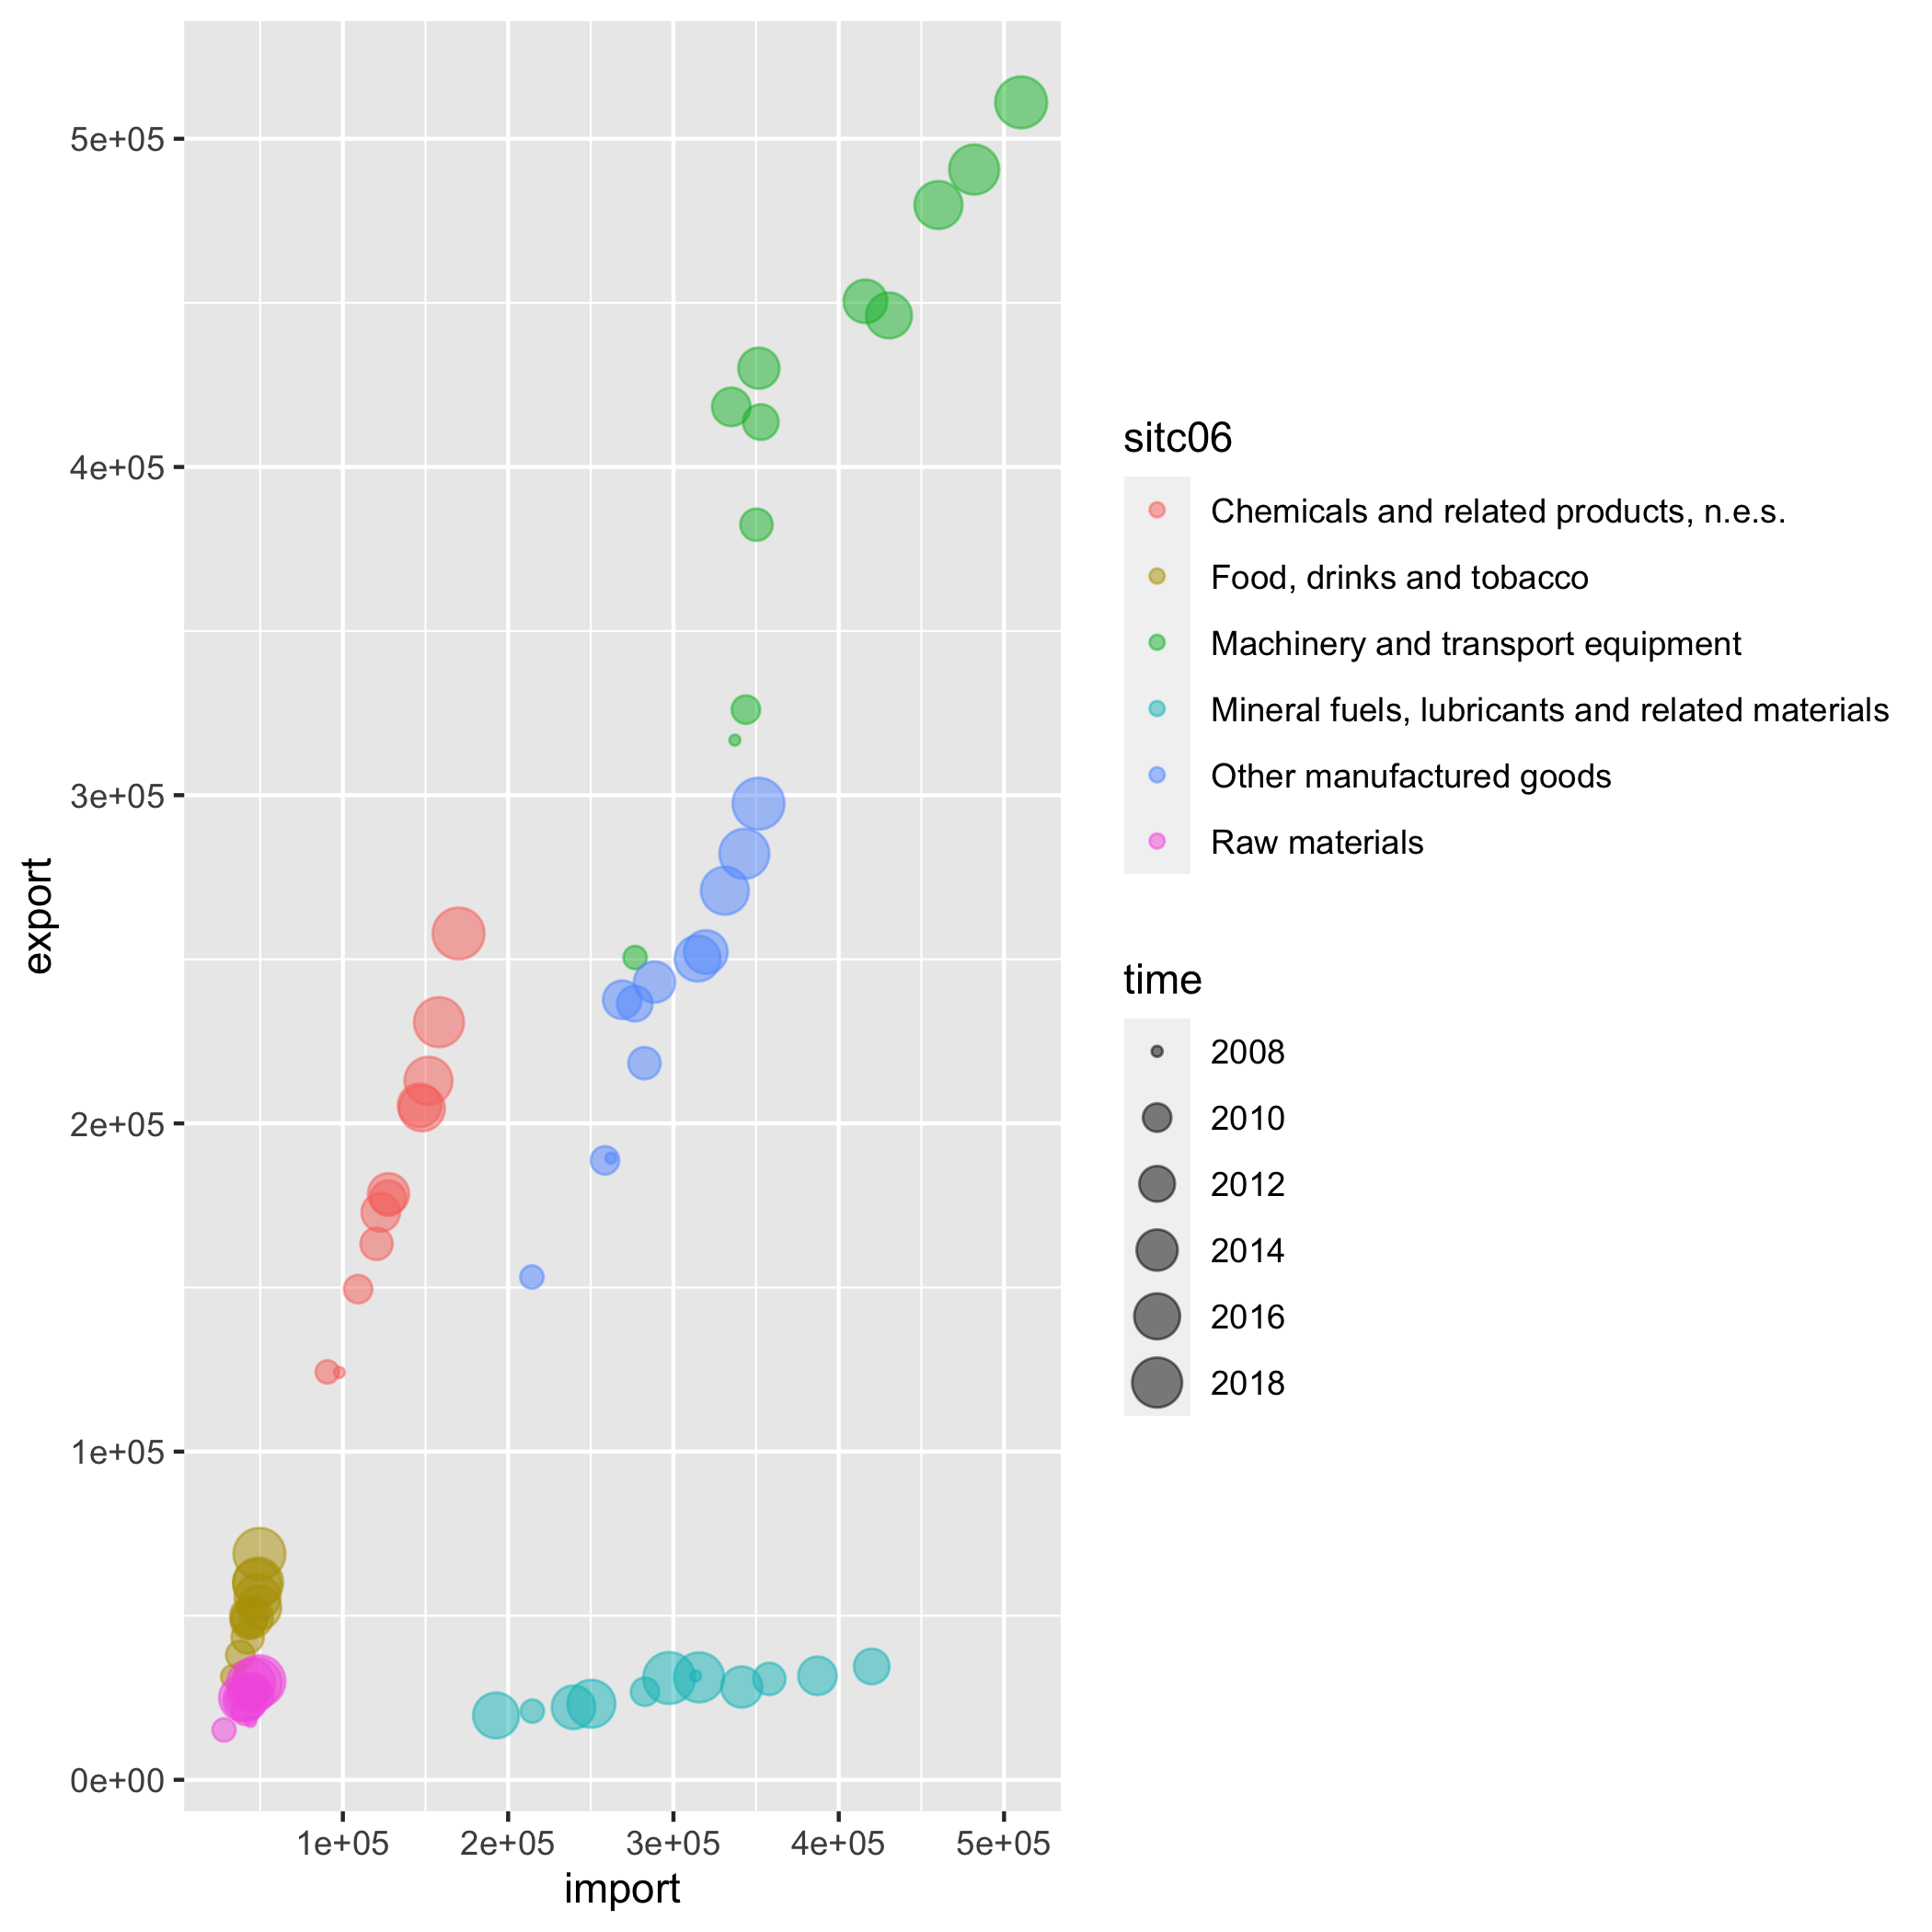 5e+05
4e+05
3e+05
2e+05
1e+05
0e+00
export
1e+05
2e+05
3e+05
4e+05
5e+05
import
sitc06
Chemicals and related products, n.e.s.
Food, drinks and tobacco
Machinery and transport equipment
Mineral fuels, lubricants and related materials
Other manufactured goods
Raw materials
time
2008
2010
2012
2014
2016
2018